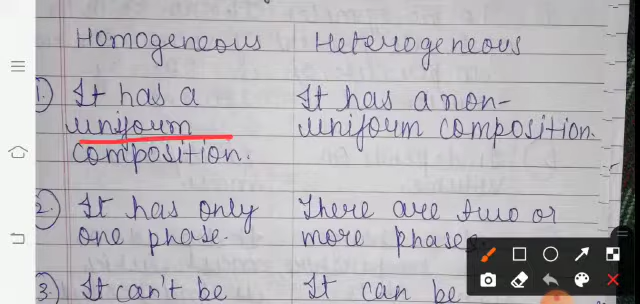 Homogeneous Heterogeneous
1. It has a It has a non-
uniform uniform composition.
composition.
2. It has only There are two or
one phase. more phases.
3. It can't be It can be